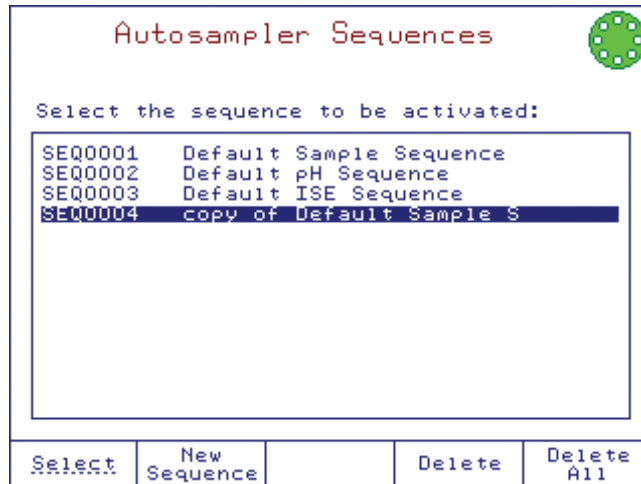 Autosampler Sequences
Select the sequence to be activated:
SEQ0001 Default Sample Sequence
SEQ0002 Default pH Sequence
SEQ0003 Default ISE Sequence
SEQ0004 copy of Default Sample S
Select
New Sequence
Delete
Delete All